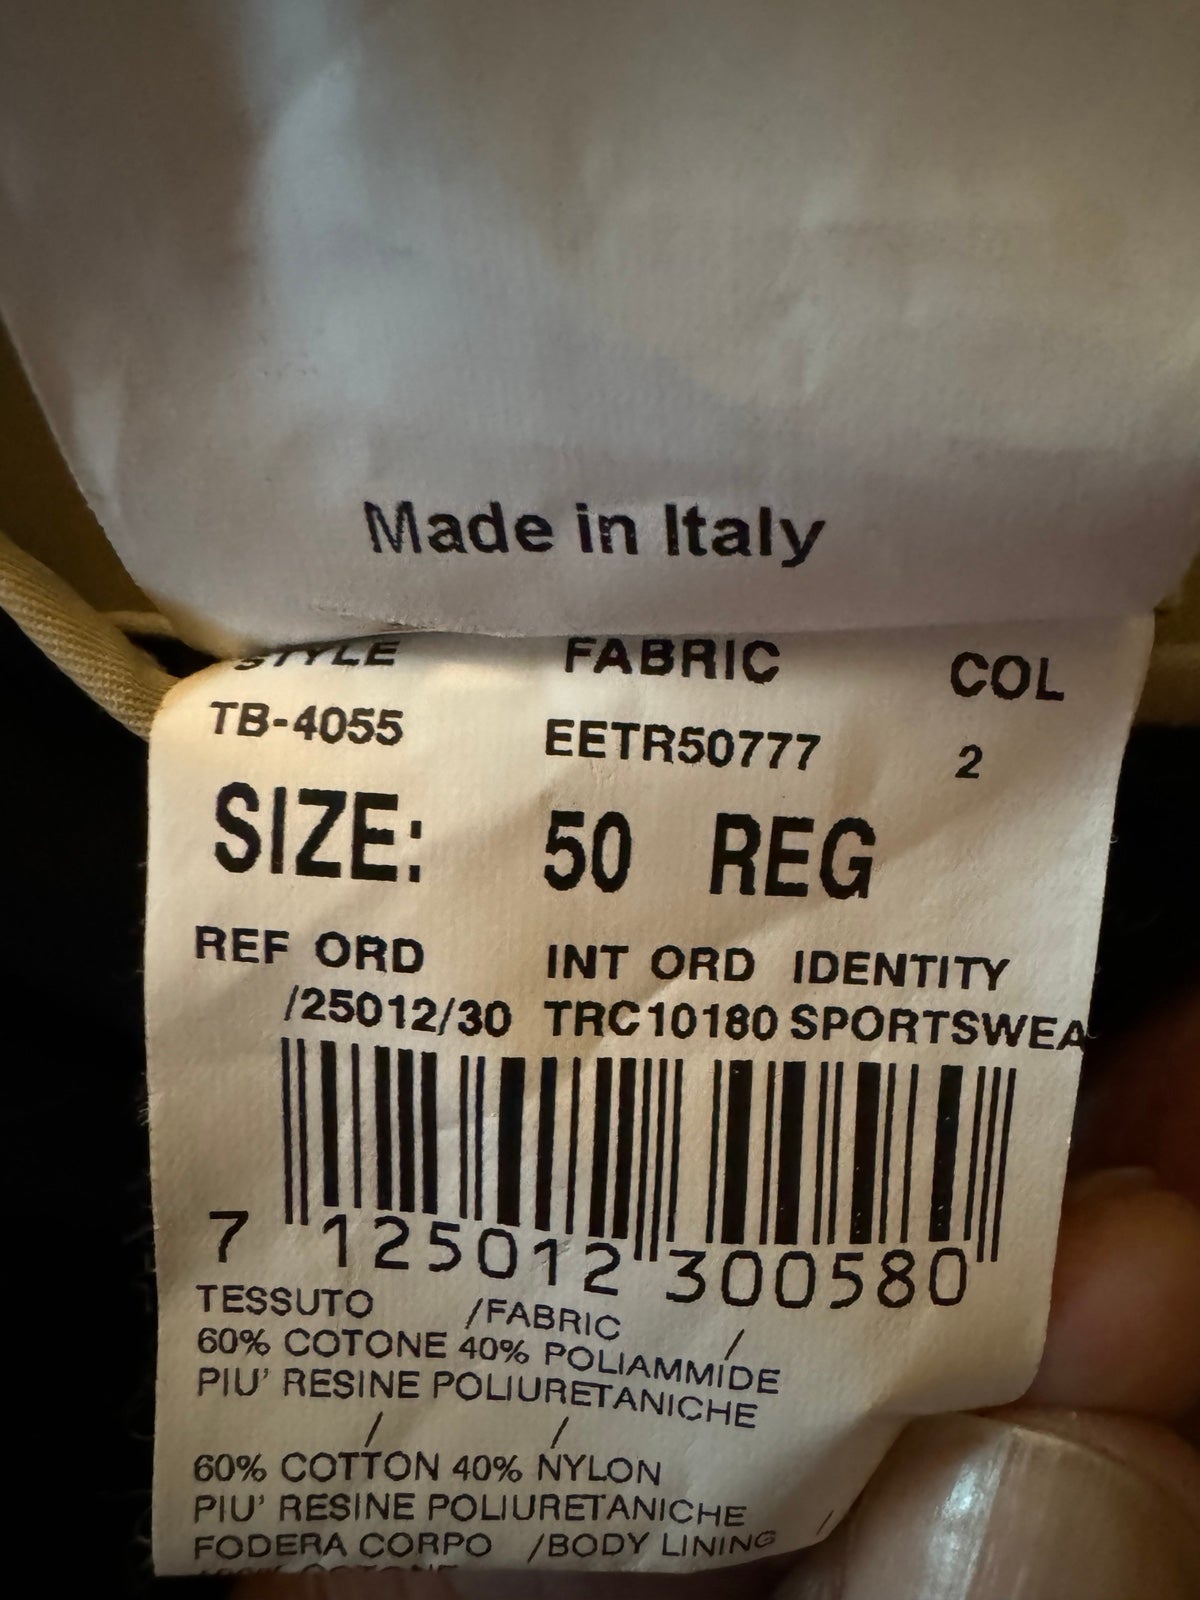 Made in Italy
STYLE FABRIC COL
TB-4055 EETR50777 2
SIZE: 50 REG
REF ORD INT ORD IDENTITY
/25012/30 TRC10180 SPORTSWEA
7 125012 300580
TESSUTO /FABRIC
60% COTONE 40% POLIAMMIDE /
PIU' RESINE POLIURETANICHE
/ /
60% COTTON 40% NYLON
PIU' RESINE POLIURETANICHE /
FODERA CORPO /BODY LINING